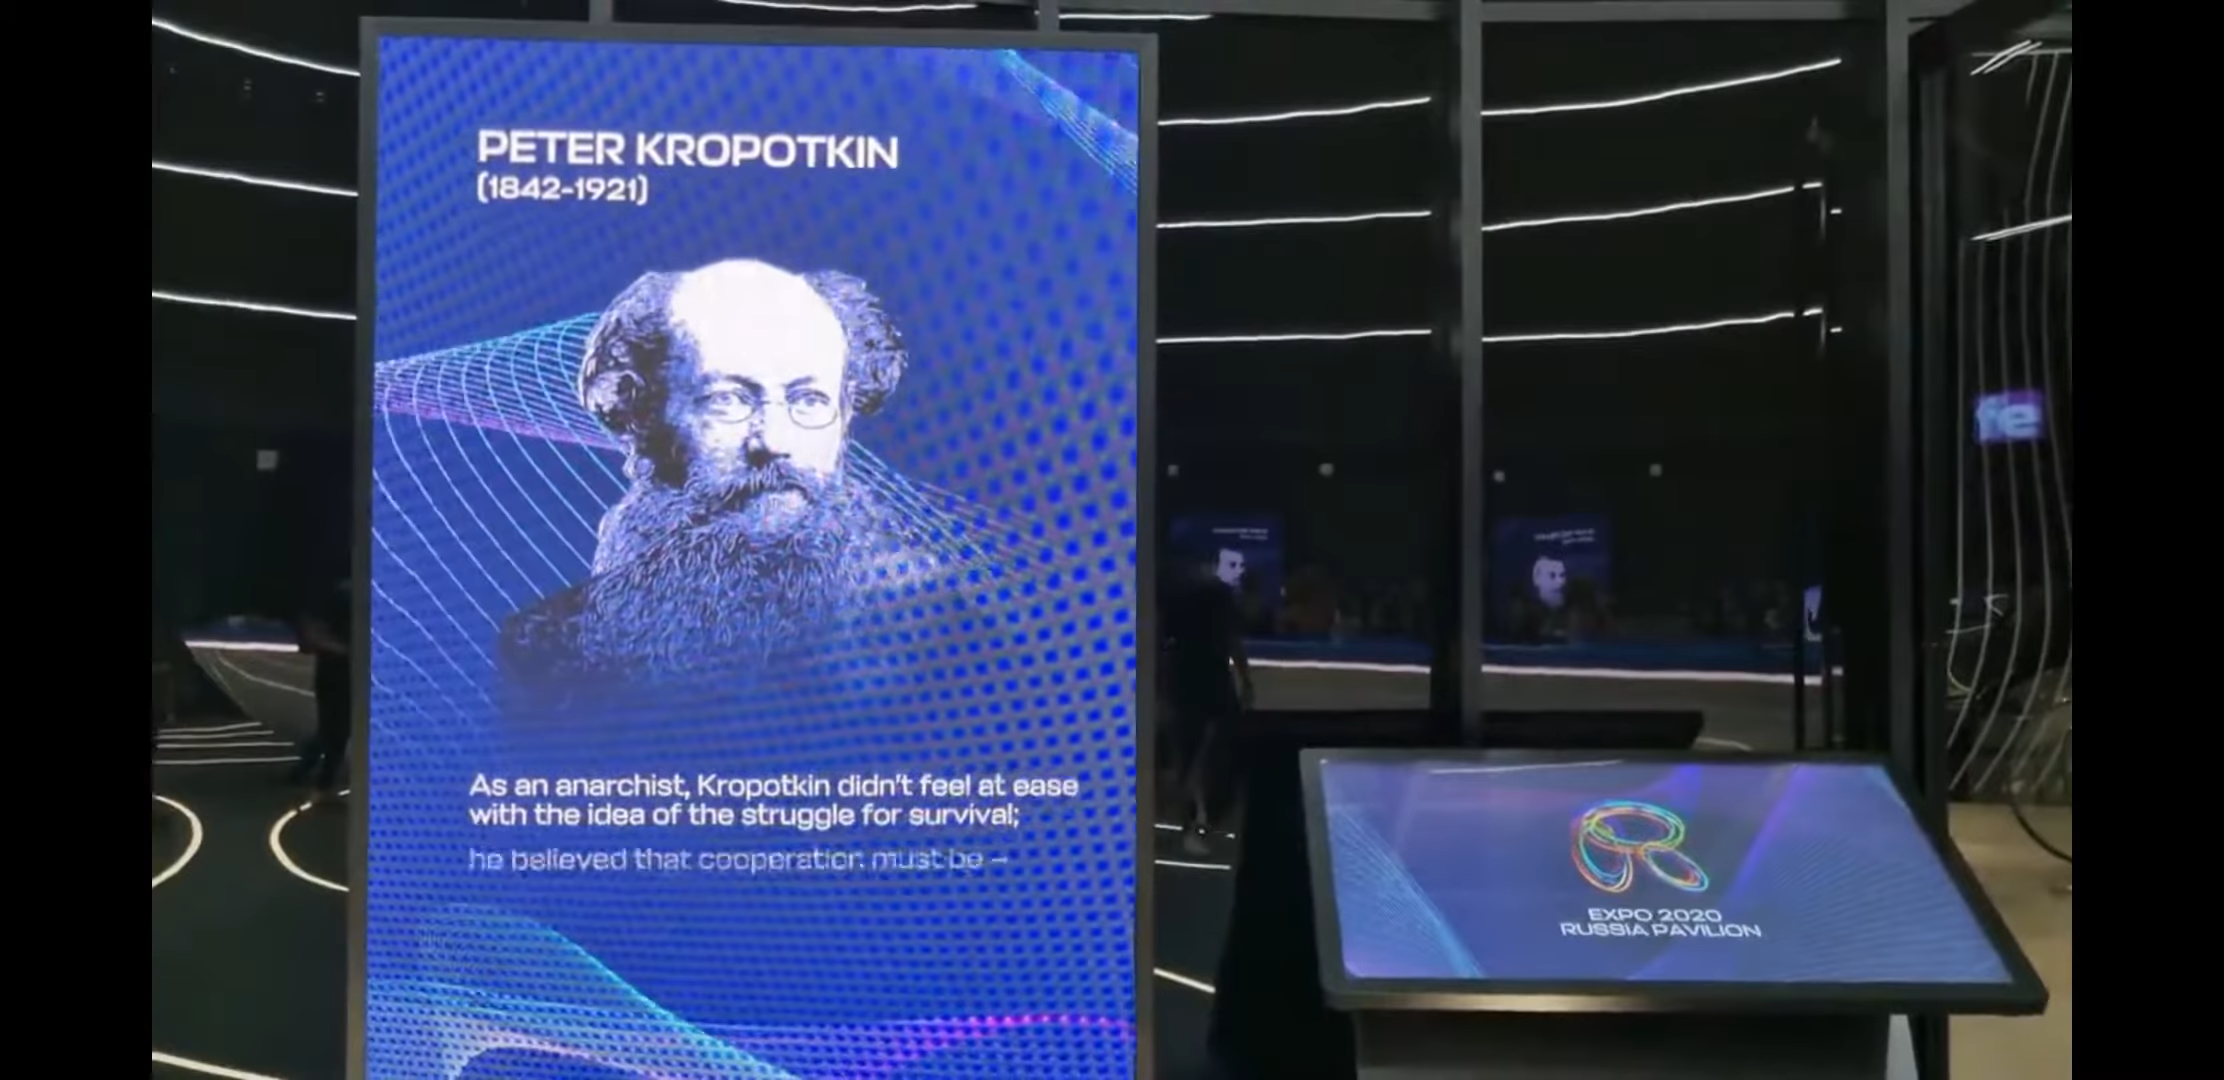 PETER KROPOTKIN
(1842-1921)
As an anarchist, Kropotkin didn't feel at ease
with the idea of the struggle for survival;
he believed that cooperation must be –
fe
EXPO 2020
RUSSIA PAVILION